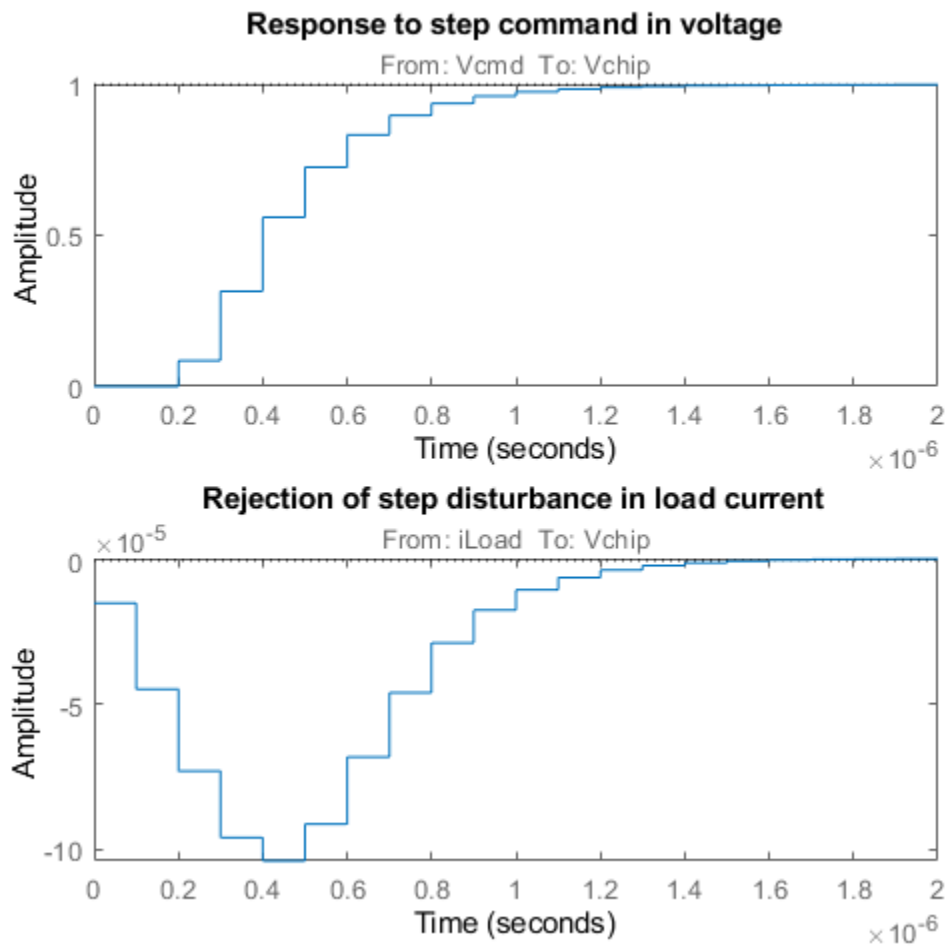 Response to step command in voltage
From: Vcmd To: Vchip
1
0.5
0
Amplitude
0 0.2 0.4 0.6 0.8 1 1.2 1.4 1.6 1.8 2
Time (seconds)
×10-6
Rejection of step disturbance in load current
×10-5
From: iLoad To: Vchip
0
-5
-10
Amplitude
0 0.2 0.4 0.6 0.8 1 1.2 1.4 1.6 1.8 2
Time (seconds)
×10-6